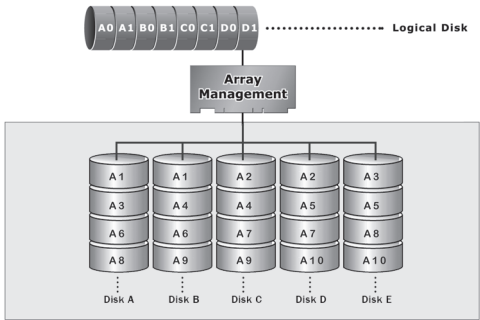 A0 A1 B0 B1 C0 C1 D0 D1 Logical Disk
Array
Management
A1 A1 A2 A2 A3
A3 A4 A4 A5 A5
A6 A6 A7 A7 A8
A8 A9 A9 A10 A10
Disk A Disk B Disk C Disk D Disk E